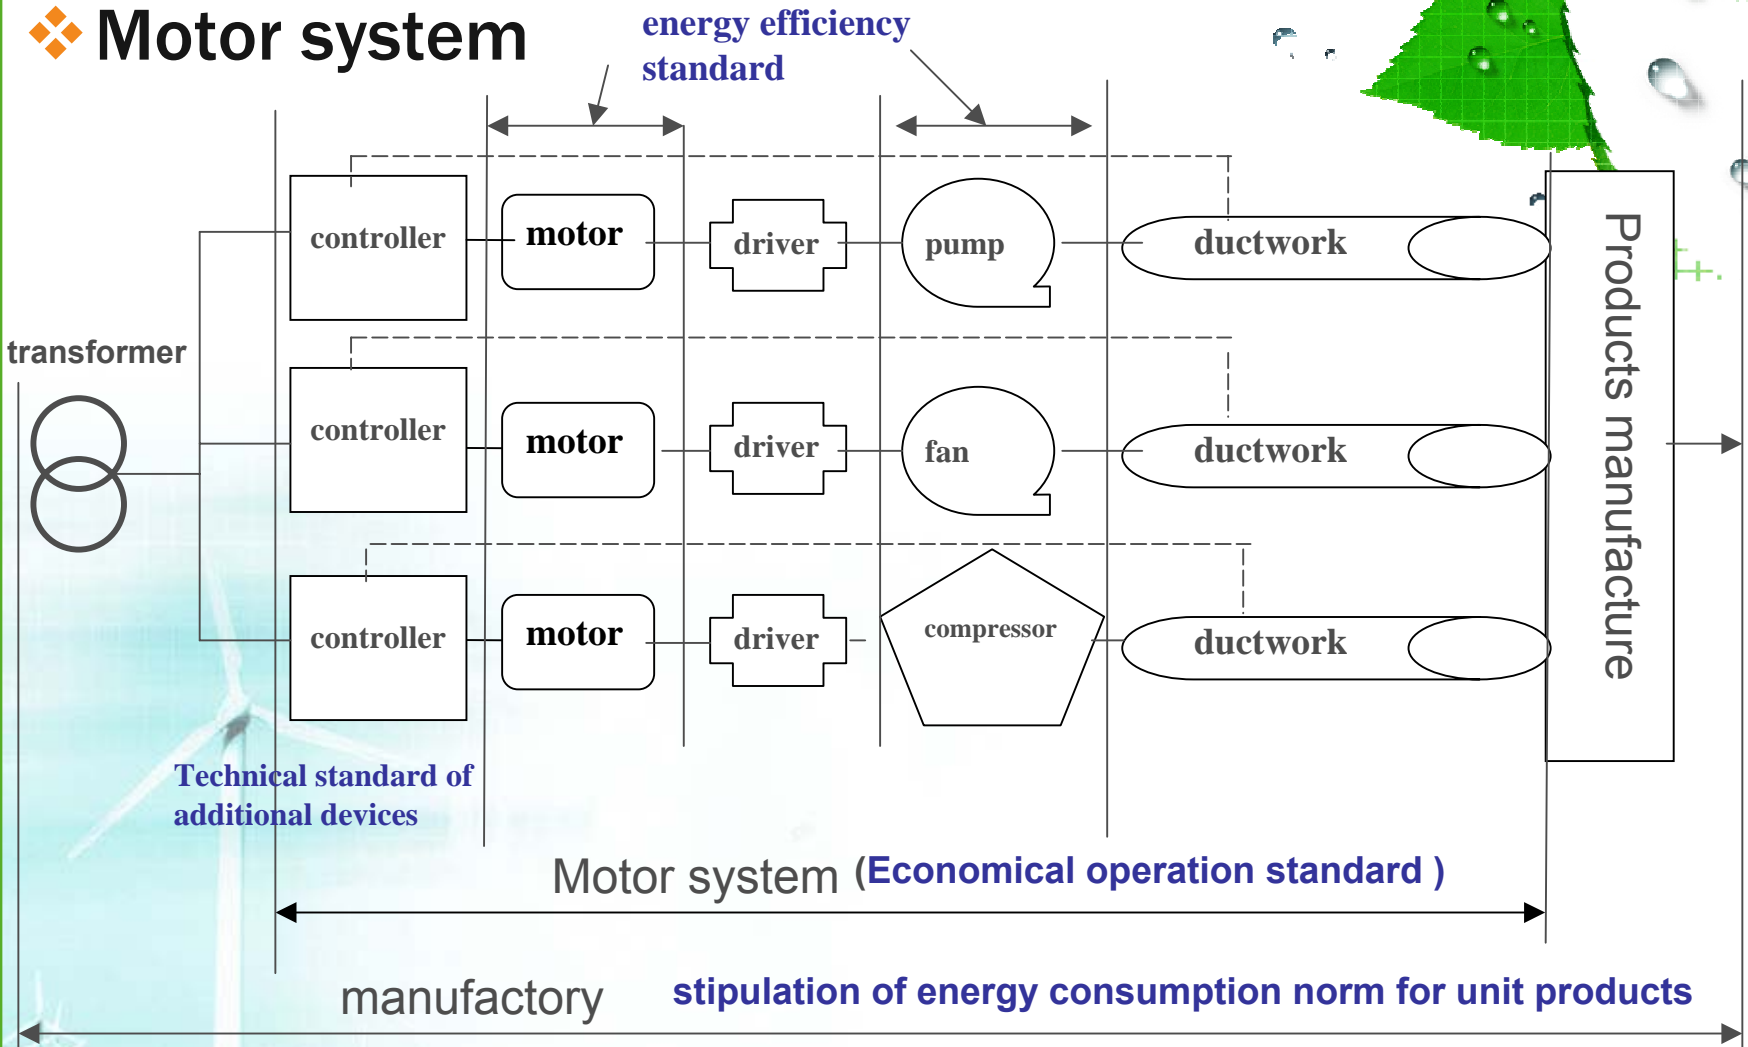 Motor system
energy efficiency
standard
controller
motor
driver
pump
ductwork
transformer
controller
motor
driver
fan
ductwork
Products manufacture
controller
motor
driver
compressor
ductwork
Technical standard of
additional devices
Motor system (Economical operation standard )
manufactory stipulation of energy consumption norm for unit products